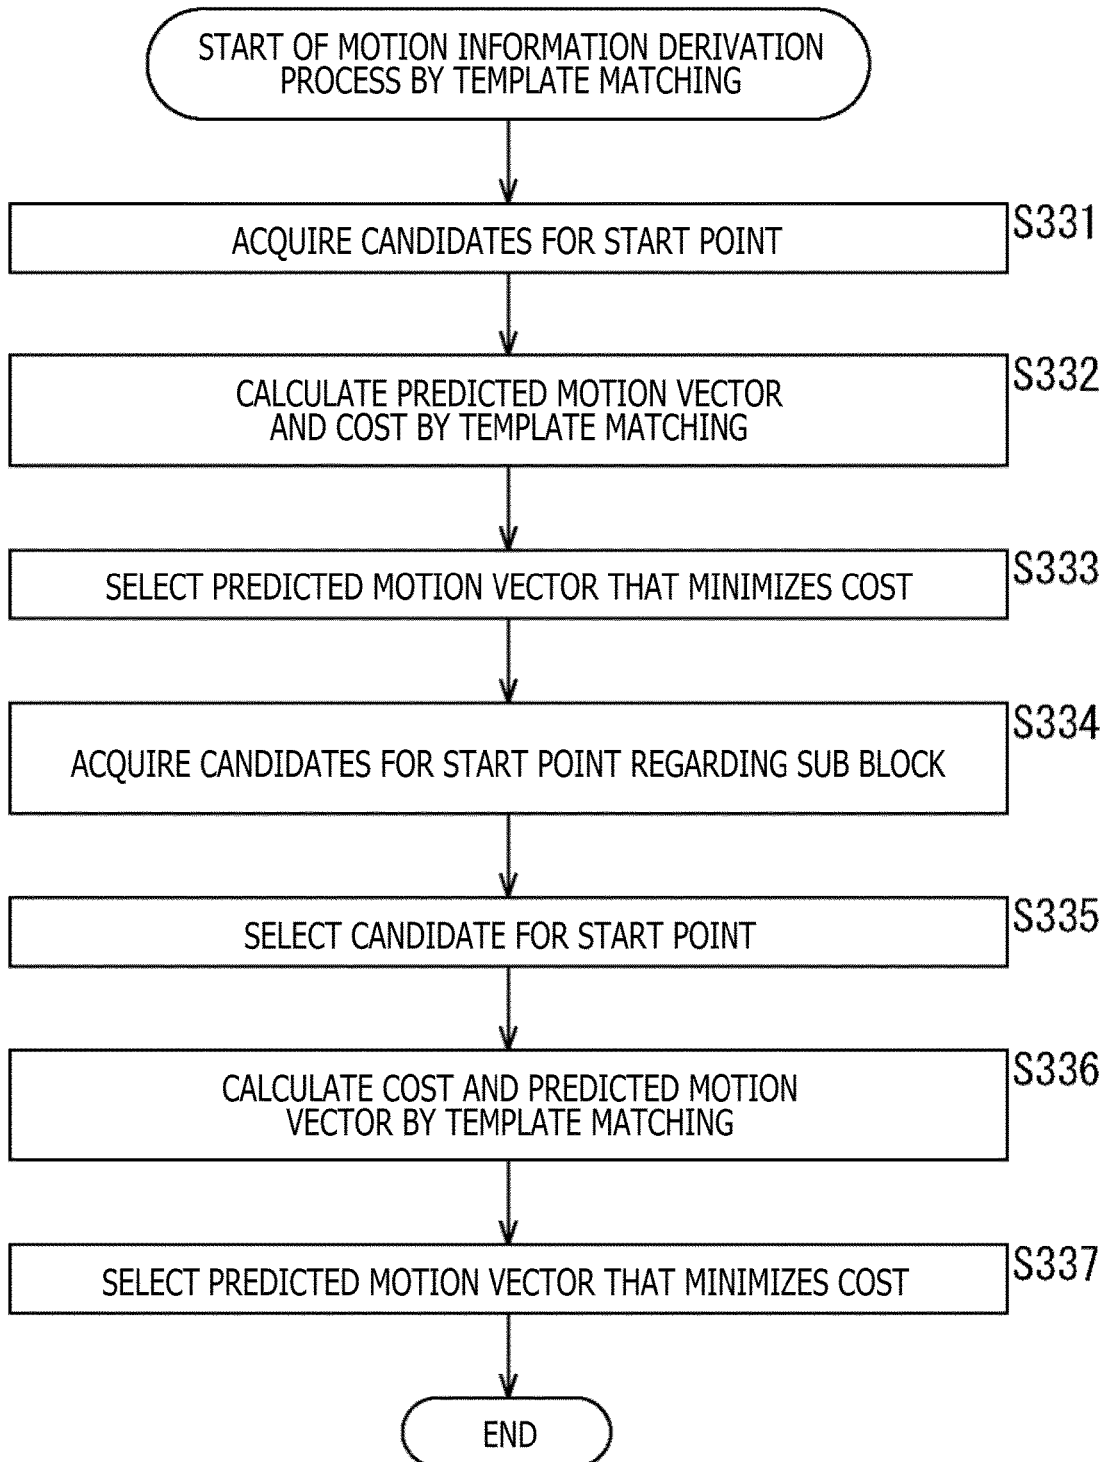 START OF MOTION INFORMATION DERIVATION
PROCESS BY TEMPLATE MATCHING
S331
ACQUIRE CANDIDATES FOR START POINT
S332
CALCULATE PREDICTED MOTION VECTOR
AND COST BY TEMPLATE MATCHING
S333
SELECT PREDICTED MOTION VECTOR THAT MINIMIZES COST
S334
ACQUIRE CANDIDATES FOR START POINT REGARDING SUB BLOCK
S335
SELECT CANDIDATE FOR START POINT
S336
CALCULATE COST AND PREDICTED MOTION
VECTOR BY TEMPLATE MATCHING
S337
SELECT PREDICTED MOTION VECTOR THAT MINIMIZES COST
END